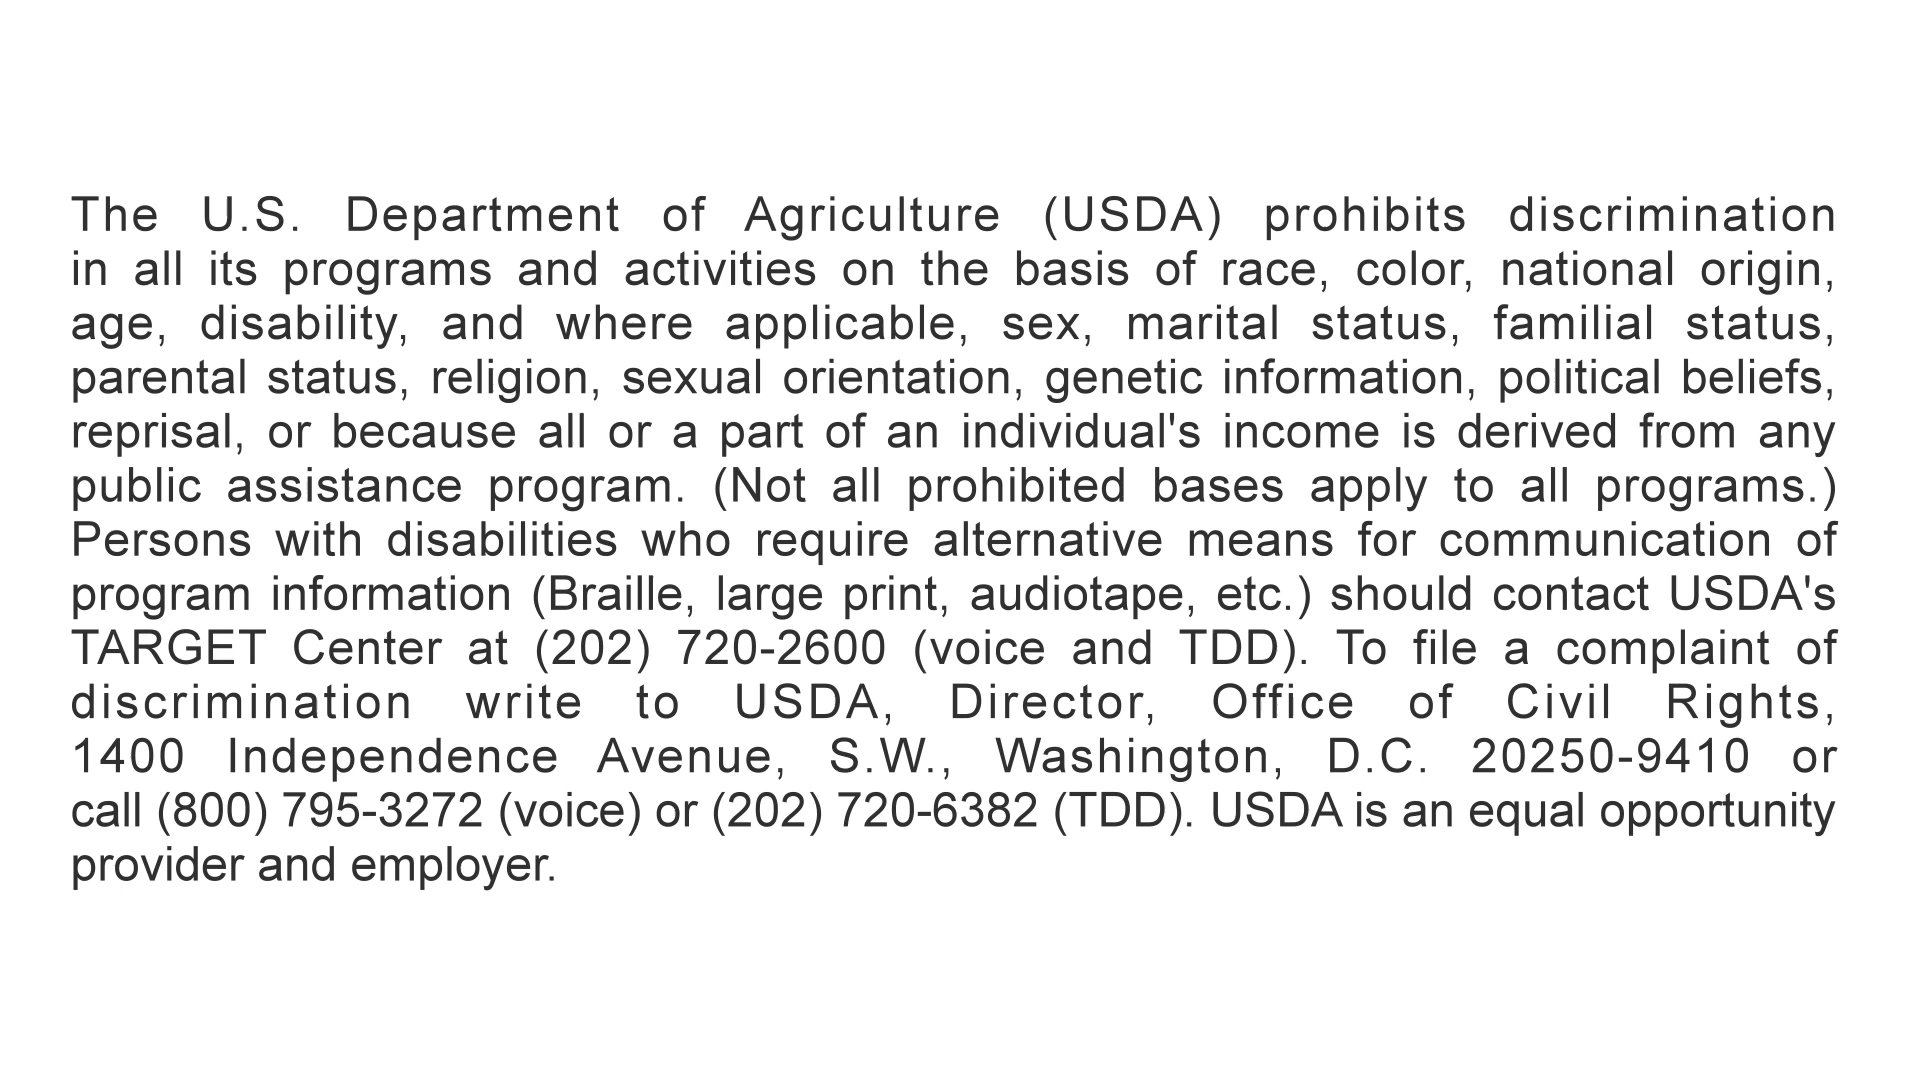 The U.S. Department of Agriculture (USDA) prohibits discrimination
in all its programs and activities on the basis of race, color, national origin,
age, disability, and where applicable, sex, marital status, familial status,
parental status, religion, sexual orientation, genetic information, political beliefs,
reprisal, or because all or a part of an individual's income is derived from any
public assistance program. (Not all prohibited bases apply to all programs.)
Persons with disabilities who require alternative means for communication of
program information (Braille, large print, audiotape, etc.) should contact USDA's
TARGET Center at (202) 720-2600 (voice and TDD). To file a complaint of
discrimination write to USDA, Director, Office of Civil Rights,
1400 Independence Avenue, S.W., Washington, D.C. 20250-9410 or
call (800) 795-3272 (voice) or (202) 720-6382 (TDD). USDA is an equal opportunity
provider and employer.